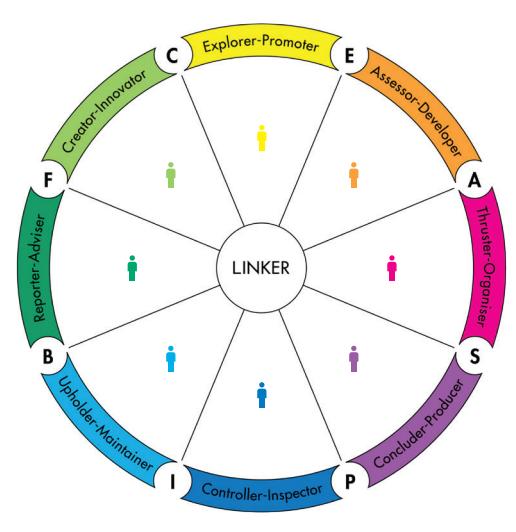 C
Explorer-Promoter
E
Assessor-Developer
A
Thruster-Organiser
S
Concluder-Producer
P
Controller-Inspector
I
Upholder-Maintainer
B
Reporter-Adviser
F
Creator-Innovator
LINKER